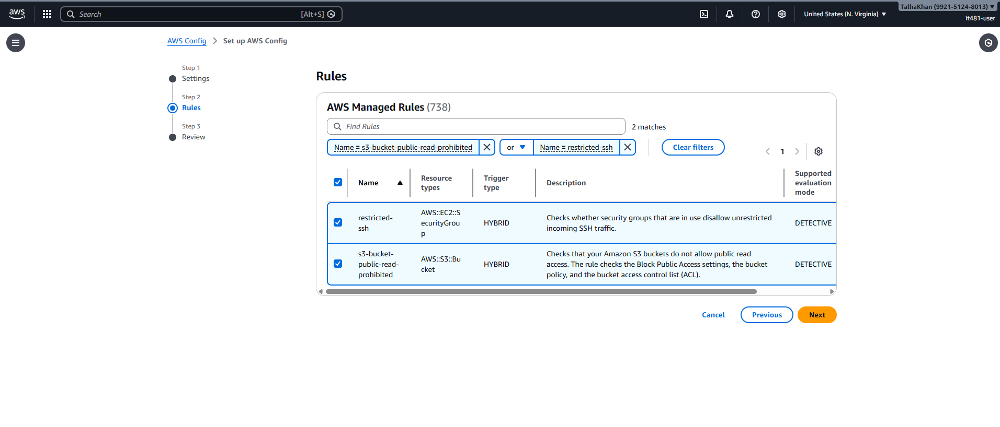 aws
Search
[Alt+S]
United States (N. Virginia)
TalhaKhan (9921-5124-8013)
it481-user
AWS Config
Set up AWS Config
Step 1
Settings
Step 2
Rules
Step 3
Review
Rules
AWS Managed Rules (738)
Find Rules
2 matches
Name = s3-bucket-public-read-prohibited
or
Name = restricted-ssh
Clear filters
1
Name
Resource
types
Trigger
type
Description
Supported
evaluation
mode
restricted-
ssh
AWS::EC2::S
ecurityGrou
p
HYBRID
Checks whether security groups that are in use disallow unrestricted
incoming SSH traffic.
DETECTIVE
s3-bucket-
public-read-
prohibited
AWS::S3::Bu
cket
HYBRID
Checks that your Amazon S3 buckets do not allow public read
access. The rule checks the Block Public Access settings, the bucket
policy, and the bucket access control list (ACL).
DETECTIVE
Cancel
Previous
Next